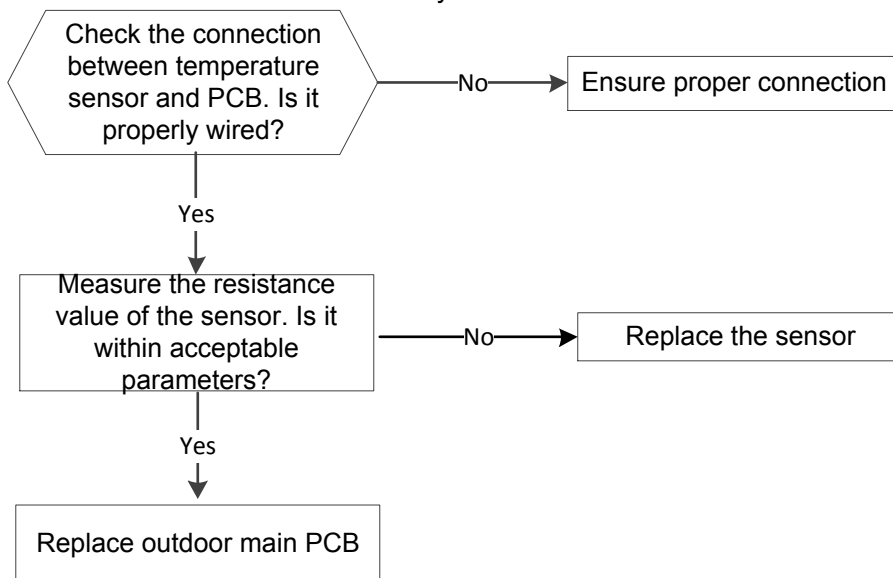 Check the connection
between temperature
sensor and PCB. Is it
properly wired?
No
Ensure proper connection
Yes
Measure the resistance
value of the sensor. Is it
within acceptable
parameters?
No
Replace the sensor
Yes
Replace outdoor main PCB